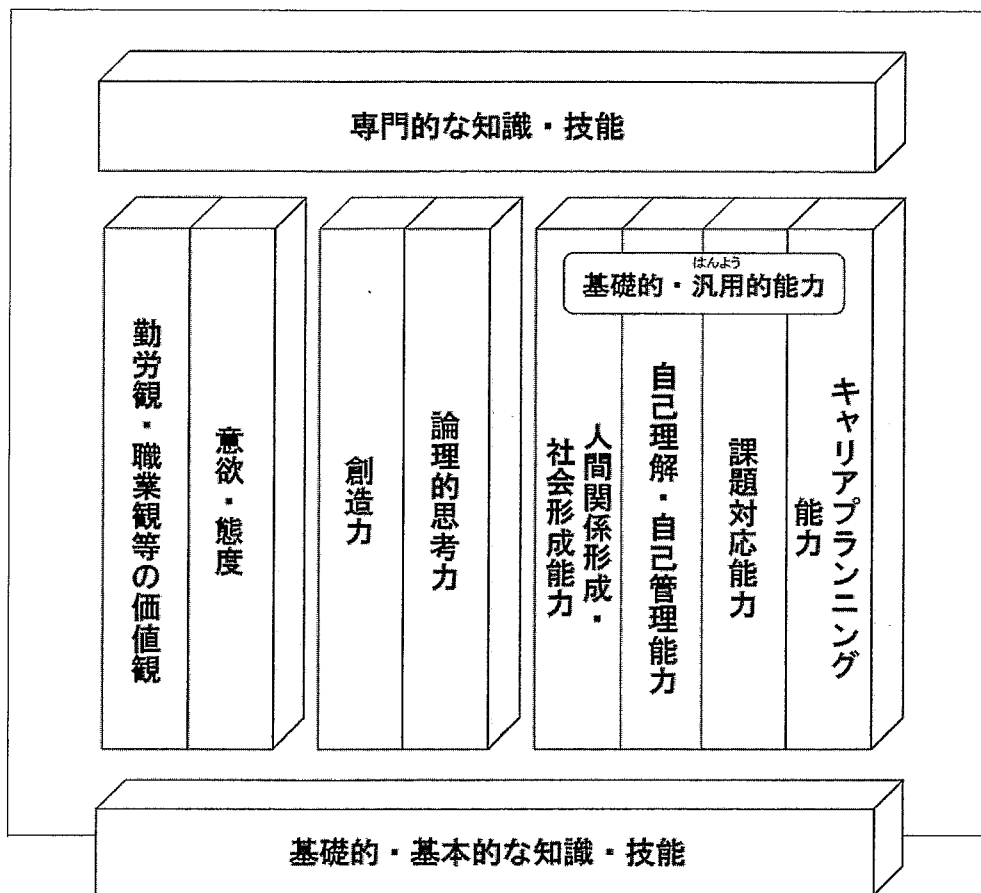 専門的な知識・技能
はんよう
基礎的・汎用的能力
勤労観・職業観等の価値観
意欲・態度
創造力
論理的思考力
人間関係形成・
社会形成能力
自己理解・自己管理能力
課題対応能力
キャリアプランニング
能力
基礎的・基本的な知識・技能